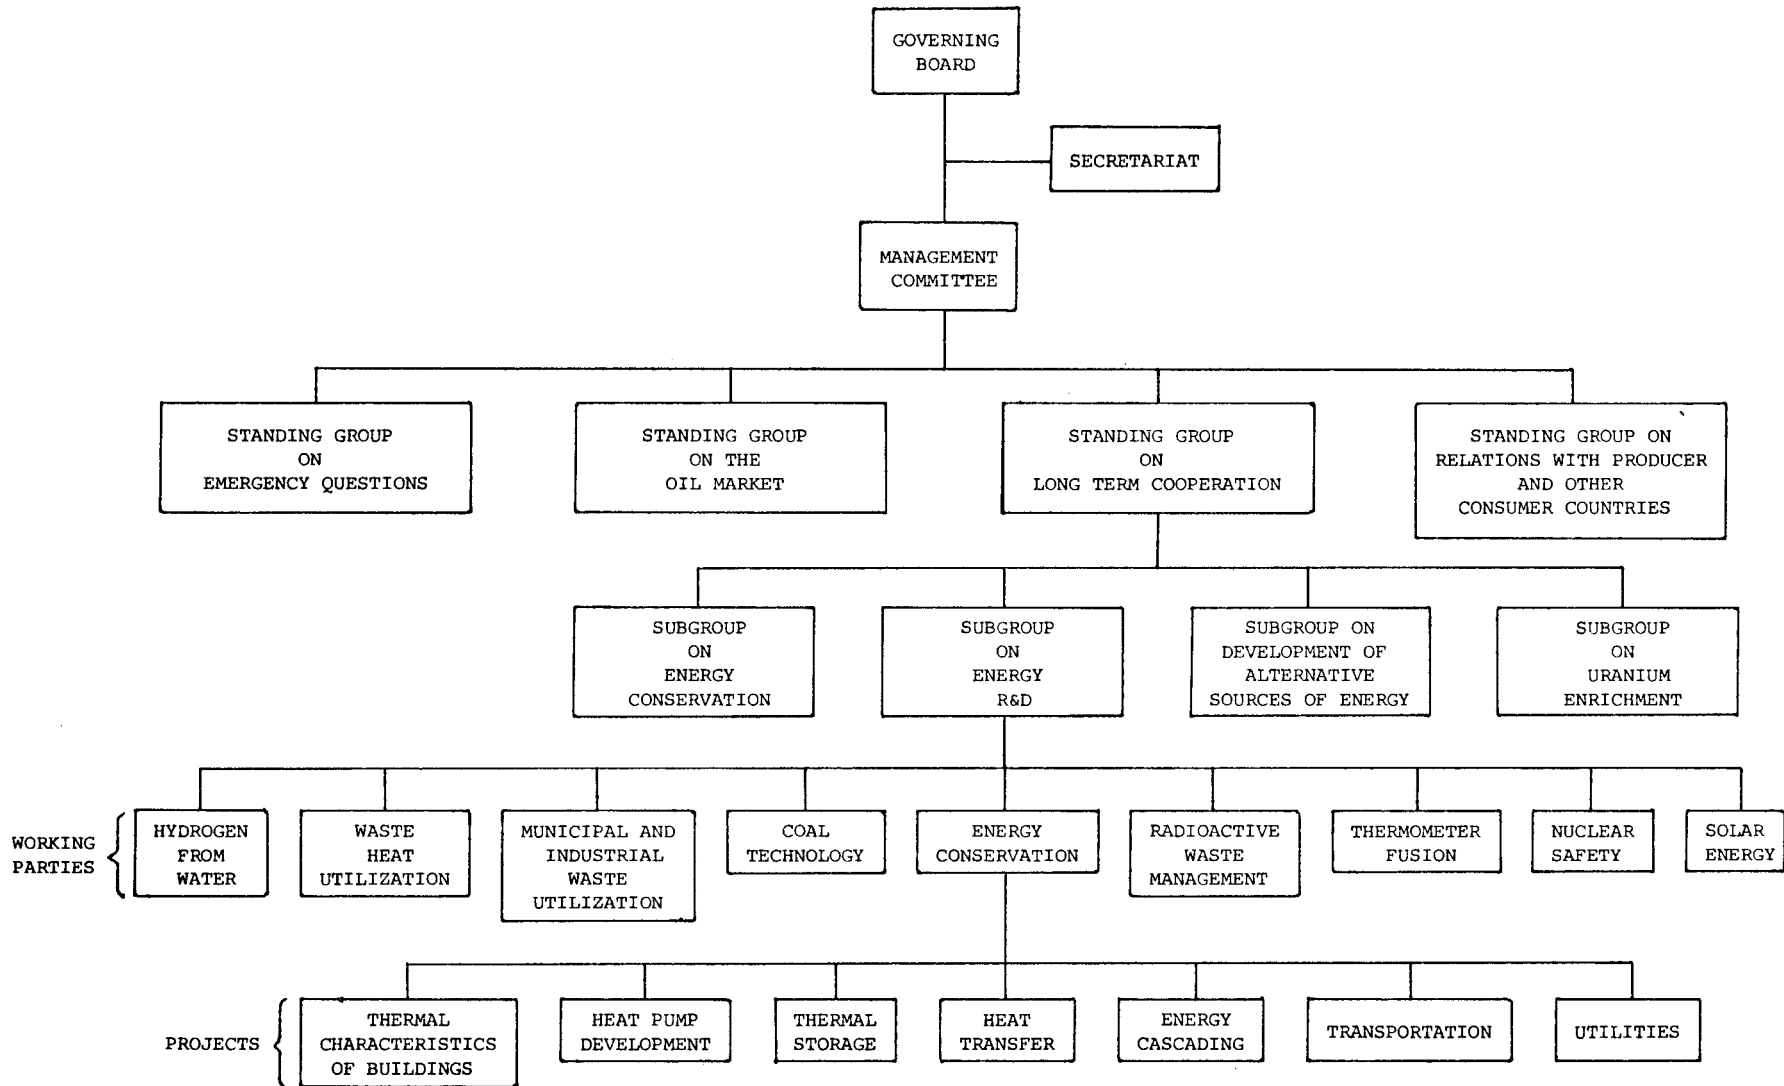 GOVERNING
BOARD
SECRETARIAT
MANAGEMENT
COMMITTEE
STANDING GROUP
ON
EMERGENCY QUESTIONS
STANDING GROUP
ON THE
OIL MARKET
STANDING GROUP
ON
LONG TERM COOPERATION
STANDING GROUP ON
RELATIONS WITH PRODUCER
AND OTHER
CONSUMER COUNTRIES
SUBGROUP
ON
ENERGY
CONSERVATION
SUBGROUP
ON
ENERGY
R&D
SUBGROUP ON
DEVELOPMENT OF
ALTERNATIVE
SOURCES OF ENERGY
SUBGROUP
ON
URANIUM
ENRICHMENT
WORKING
PARTIES
HYDROGEN
FROM
WATER
WASTE
HEAT
UTILIZATION
MUNICIPAL AND
INDUSTRIAL
WASTE
UTILIZATION
COAL
TECHNOLOGY
ENERGY
CONSERVATION
RADIOACTIVE
WASTE
MANAGEMENT
THERMOMETER
FUSION
NUCLEAR
SAFETY
SOLAR
ENERGY
PROJECTS
THERMAL
CHARACTERISTICS
OF BUILDINGS
HEAT PUMP
DEVELOPMENT
THERMAL
STORAGE
HEAT
TRANSFER
ENERGY
CASCADING
TRANSPORTATION
UTILITIES